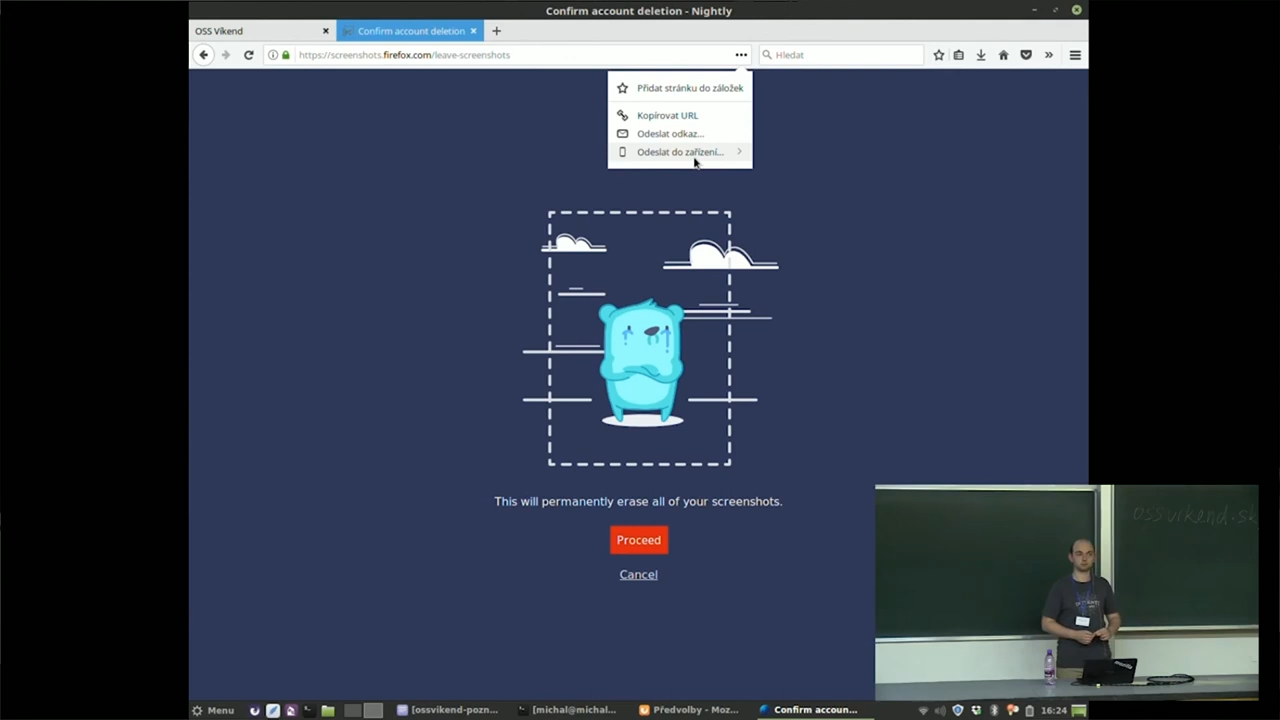 Confirm account deletion - Nightly
OSS Víkend
Confirm account deletion
https://screenshots.firefox.com/leave-screenshots
Hledat
Přidat stránku do záložek
Kopírovat URL
Odeslat odkaz...
Odeslat do zařízení...
This will permanently erase all of your screenshots.
Proceed
Cancel
ossvikend.sk
Menu
[ossvikend-pozn...
[michal@michal...
Předvolby - Moz...
Confirm accoun...
16:24